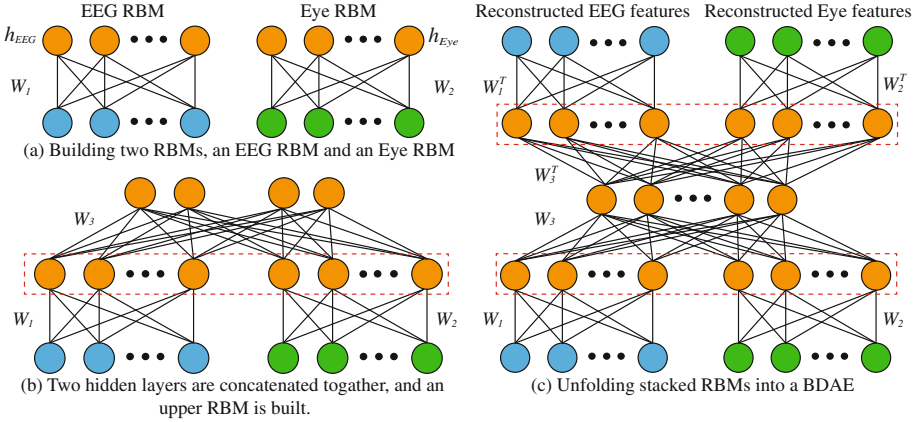 EEG RBM
Eye RBM
h_EEG
h_Eye
W_1
W_2
(a) Building two RBMs, an EEG RBM and an Eye RBM
W_3
W_1
W_2
(b) Two hidden layers are concatenated togather, and an
upper RBM is built.
Reconstructed EEG features
Reconstructed Eye features
W_1^T
W_2^T
W_3^T
W_3
W_1
W_2
(c) Unfolding stacked RBMs into a BDAE